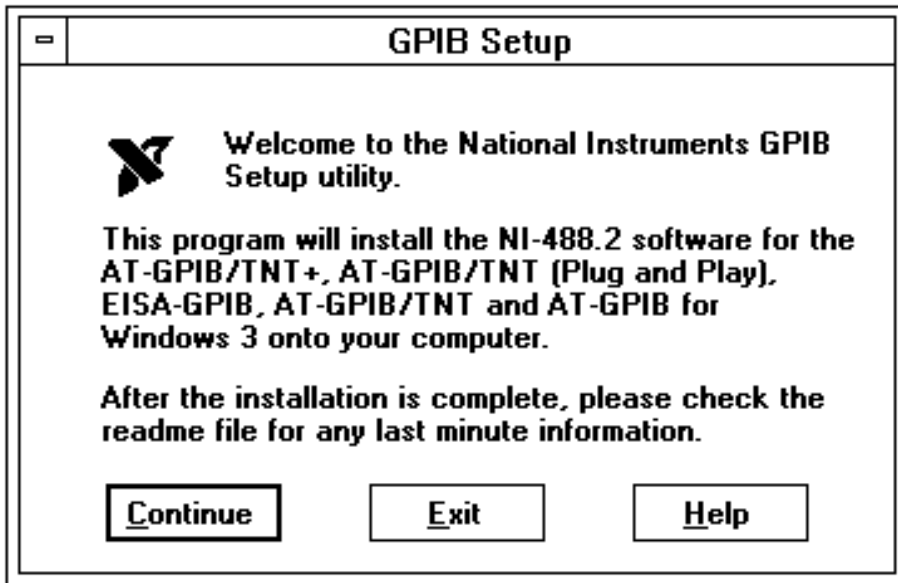 GPIB Setup
Welcome to the National Instruments GPIB
Setup utility.
This program will install the NI-488.2 software for the
AT-GPIB/TNT+, AT-GPIB/TNT (Plug and Play),
EISA-GPIB, AT-GPIB/TNT and AT-GPIB for
Windows 3 onto your computer.
After the installation is complete, please check the
readme file for any last minute information.
Continue Exit Help